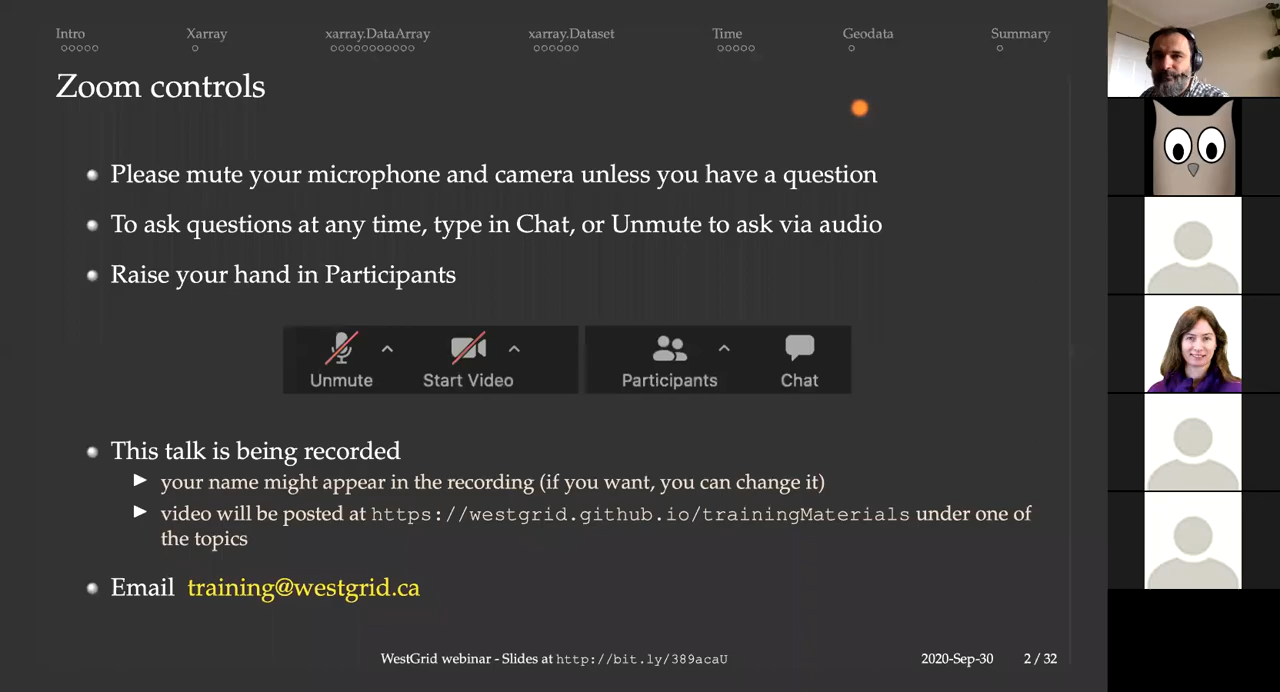 Intro Xarray xarray.DataArray xarray.Dataset Time Geodata Summary
Zoom controls
Please mute your microphone and camera unless you have a question
To ask questions at any time, type in Chat, or Unmute to ask via audio
Raise your hand in Participants
Unmute Start Video Participants Chat
This talk is being recorded
your name might appear in the recording (if you want, you can change it)
video will be posted at https://westgrid.github.io/trainingMaterials under one of
the topics
Email training@westgrid.ca
WestGrid webinar - Slides at http://bit.ly/389acaU 2020-Sep-30 2 / 32